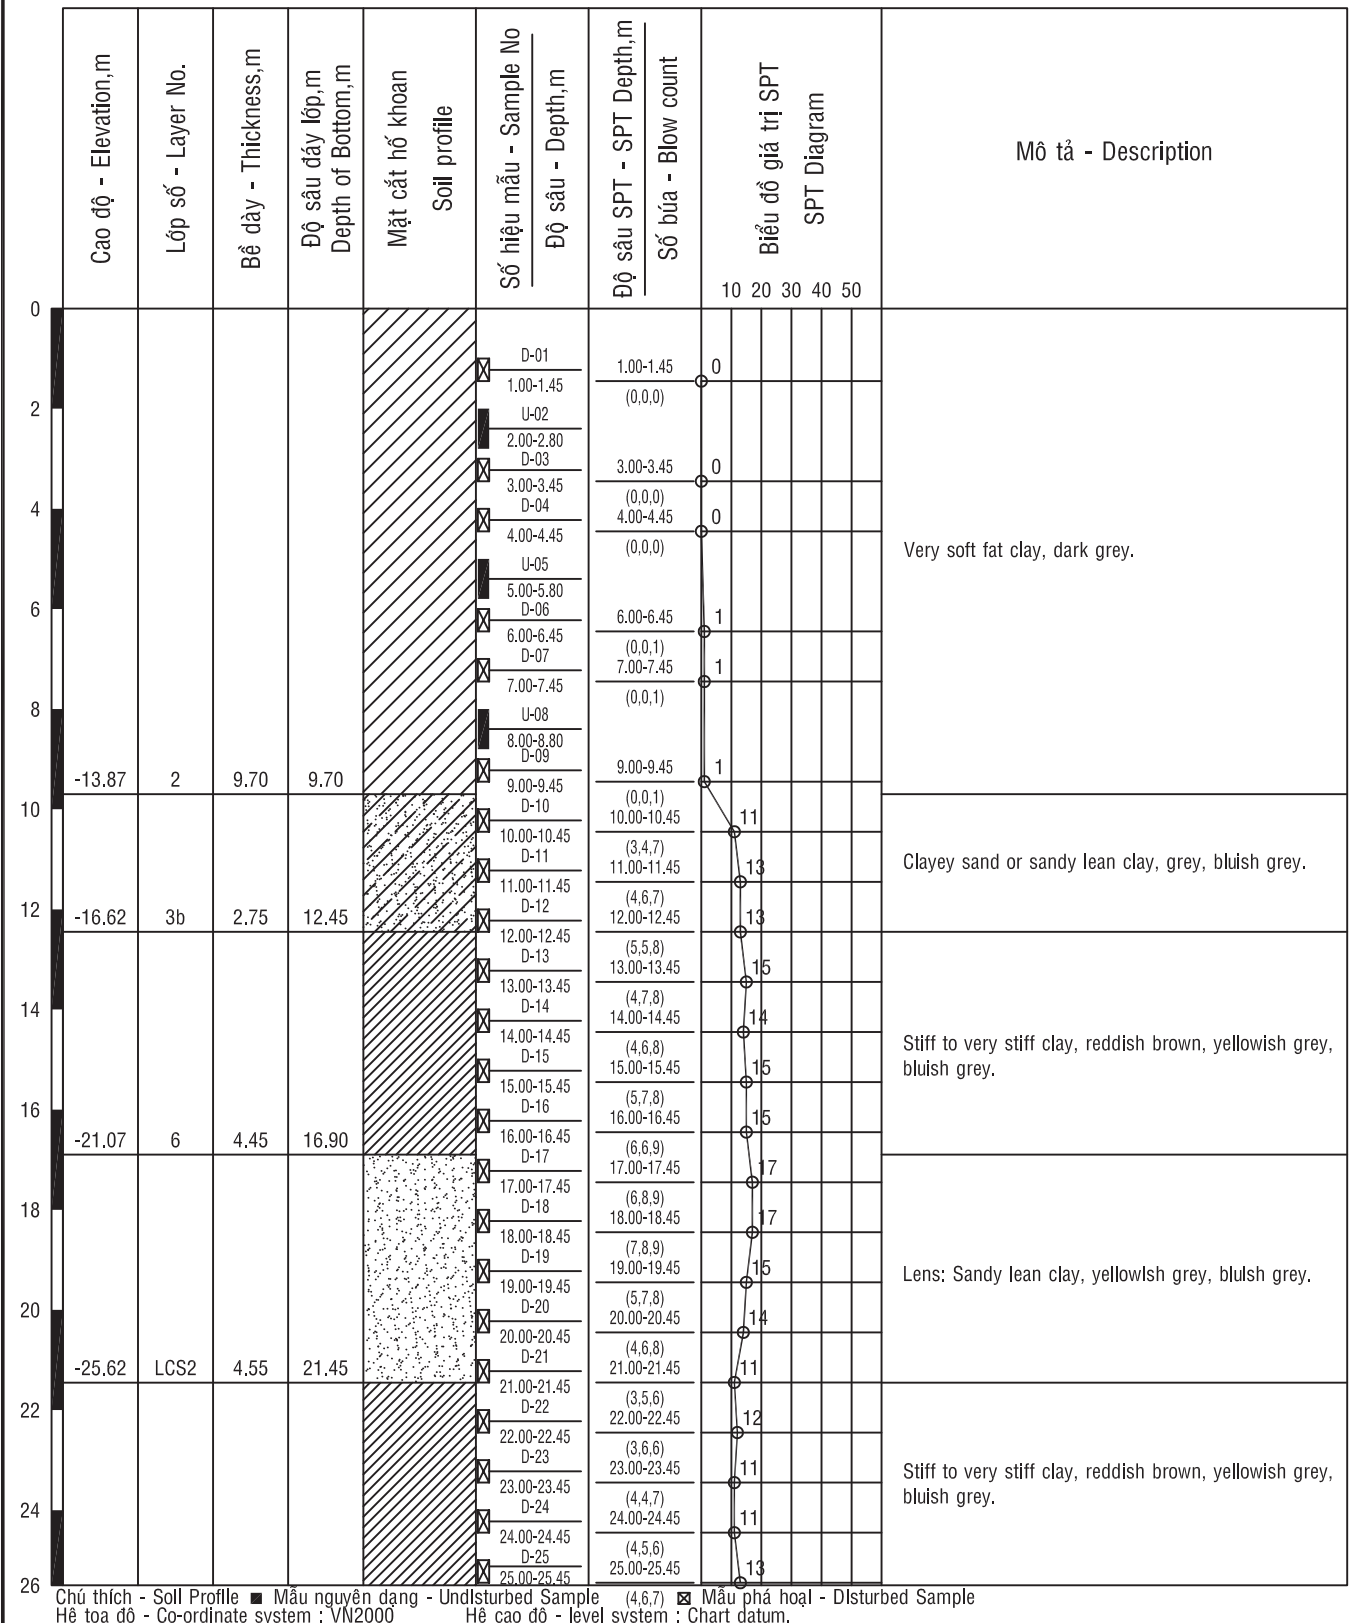 Cao độ - Elevation,m
Lớp số - Layer No.
Bề dày - Thickness,m
Độ sâu đáy lớp,m
Depth of Bottom,m
Mặt cắt hố khoan
Soil profile
Số hiệu mẫu - Sample No
Độ sâu - Depth,m
Độ sâu SPT - SPT Depth,m
Số búa - Blow count
Biểu đồ giá trị SPT
SPT Diagram
10 20 30 40 50
Mô tả - Description
0
D-01
1.00-1.45
1.00-1.45
0
(0,0,0)
2
U-02
2.00-2.80
D-03
3.00-3.45
3.00-3.45
0
(0,0,0)
4
D-04
4.00-4.45
4.00-4.45
0
(0,0,0)
Very soft fat clay, dark grey.
U-05
5.00-5.80
6
D-06
6.00-6.45
6.00-6.45
1
(0,0,1)
D-07
7.00-7.45
7.00-7.45
1
(0,0,1)
8
U-08
8.00-8.80
D-09
9.00-9.45
9.00-9.45
1
(0,0,1)
-13.87 2 9.70 9.70
10
D-10
10.00-10.45
10.00-10.45
11
(3,4,7)
D-11
11.00-11.45
11.00-11.45
13
(4,6,7)
Clayey sand or sandy lean clay, grey, bluish grey.
12
D-12
12.00-12.45
12.00-12.45
13
(5,5,8)
-16.62 3b 2.75 12.45
D-13
13.00-13.45
13.00-13.45
15
(4,7,8)
14
D-14
14.00-14.45
14.00-14.45
14
(4,6,8)
Stiff to very stiff clay, reddish brown, yellowish grey,
bluish grey.
D-15
15.00-15.45
15.00-15.45
15
(5,7,8)
16
D-16
16.00-16.45
16.00-16.45
15
(6,6,9)
-21.07 6 4.45 16.90
D-17
17.00-17.45
17.00-17.45
17
(6,8,9)
18
D-18
18.00-18.45
18.00-18.45
17
(7,8,9)
D-19
19.00-19.45
19.00-19.45
15
(5,7,8)
Lens: Sandy lean clay, yellowish grey, bluish grey.
20
D-20
20.00-20.45
20.00-20.45
14
(4,6,8)
D-21
21.00-21.45
21.00-21.45
11
(3,5,6)
-25.62 LCS2 4.55 21.45
22
D-22
22.00-22.45
22.00-22.45
12
(3,6,6)
D-23
23.00-23.45
23.00-23.45
11
(4,4,7)
Stiff to very stiff clay, reddish brown, yellowish grey,
bluish grey.
24
D-24
24.00-24.45
24.00-24.45
11
(4,5,6)
D-25
25.00-25.45
25.00-25.45
13
(4,6,7)
26
Chú thích - Soil Profile Mẫu nguyên dạng - Undisturbed Sample Mẫu phá hoại - Disturbed Sample
Hệ tọa độ - Co-ordinate system : VN2000 Hệ cao độ - level system : Chart datum.